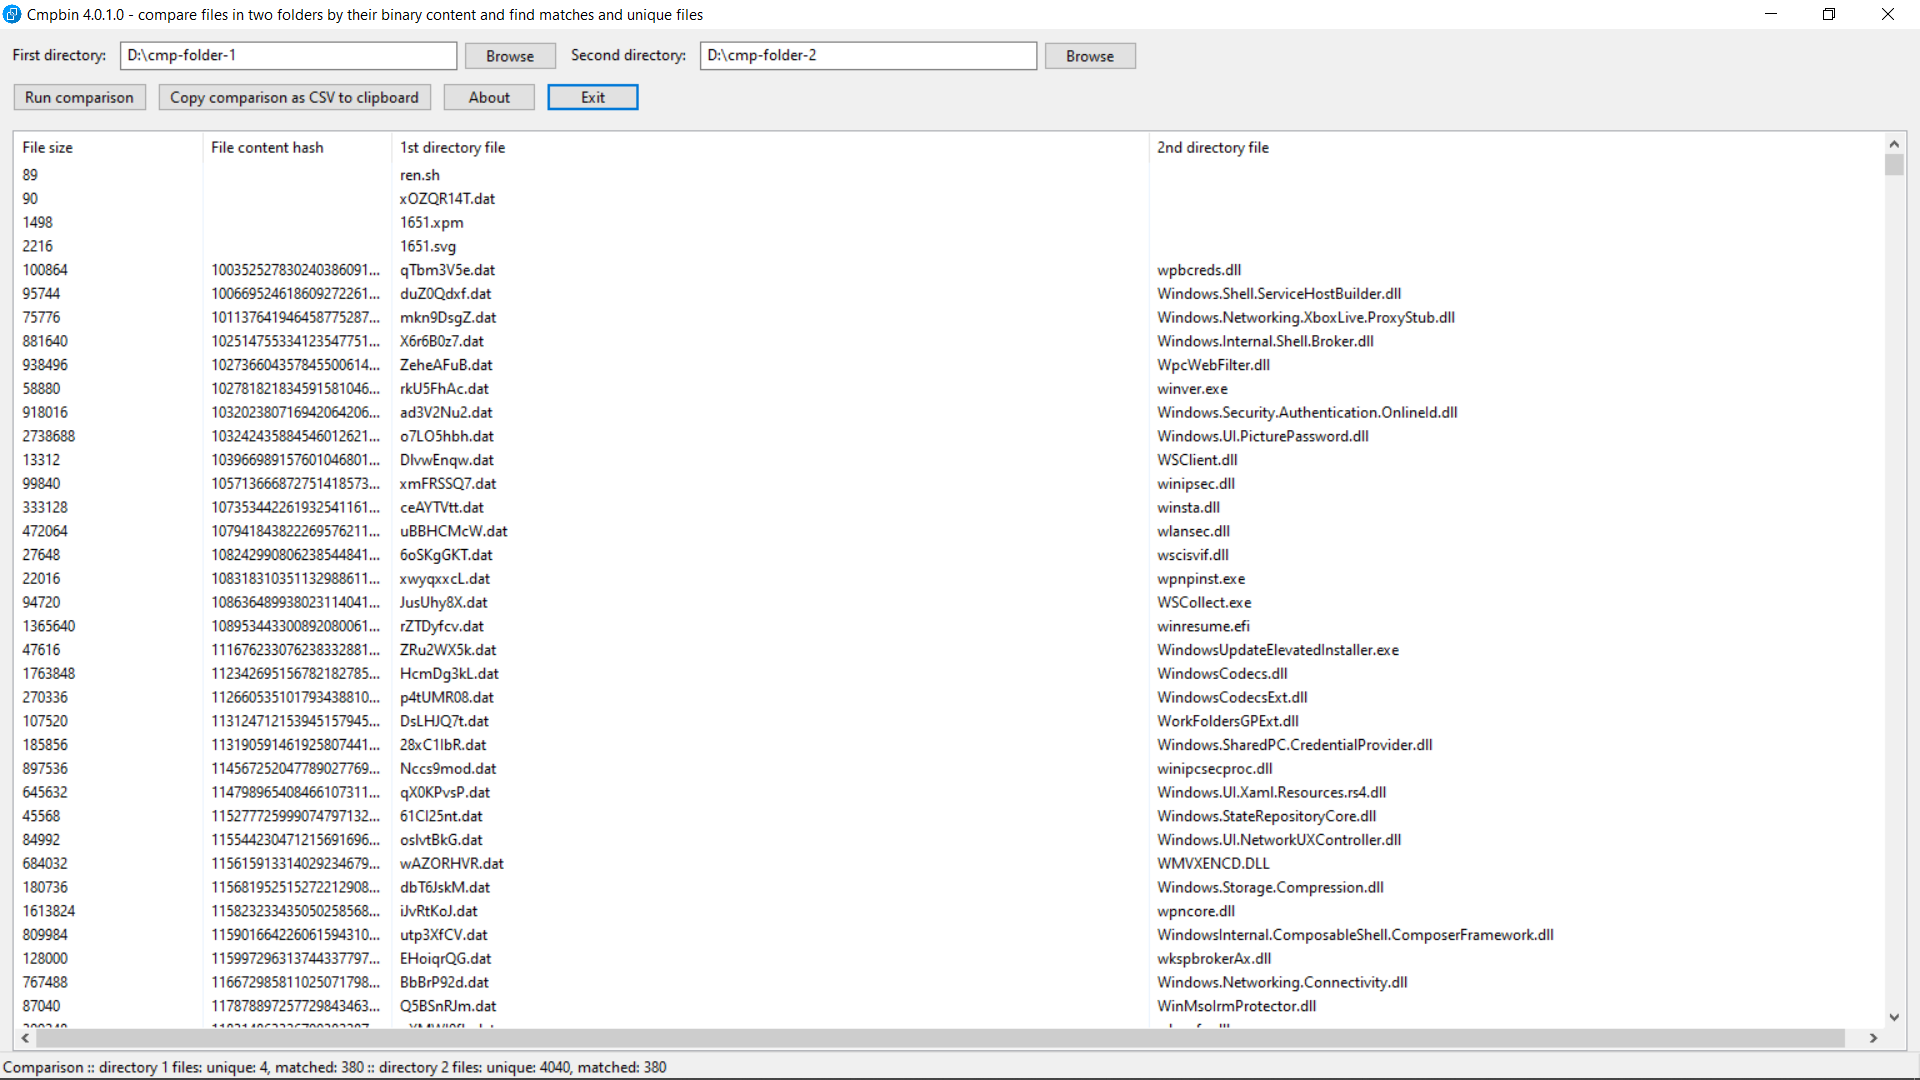 Cmpbin 4.0.1.0 - compare files in two folders by their binary content and find matches and unique files
First directory: D:\cmp-folder-1 Browse Second directory: D:\cmp-folder-2 Browse
Run comparison Copy comparison as CSV to clipboard About Exit
File size File content hash 1st directory file 2nd directory file
89 ren.sh
90 xOZQR14T.dat
1498 1651.xpm
2216 1651.svg
100864 100352527830240386091... qTbm3V5e.dat wpbcreds.dll
95744 100669524618609272261... duZ0Qdxf.dat Windows.Shell.ServiceHostBuilder.dll
75776 101137641946458775287... mkn9DsgZ.dat Windows.Networking.XboxLive.ProxyStub.dll
881640 102514755334123547751... X6r6B0z7.dat Windows.Internal.Shell.Broker.dll
938496 102736604357845500614... ZeheAFuB.dat WpcWebFilter.dll
58880 102781821834591581046... rkU5FhAc.dat winver.exe
918016 103202380716942064206... ad3V2Nu2.dat Windows.Security.Authentication.OnlineId.dll
2738688 103242435884546012621... o7LO5hbh.dat Windows.UI.PicturePassword.dll
13312 103966989157601046801... DlvwEnqw.dat WSClient.dll
99840 105713666872751418573... xmFRSSQ7.dat winipsec.dll
333128 107353442261932541161... ceAYTVtt.dat winsta.dll
472064 107941843822269576211... uBBHCMcW.dat wlansec.dll
27648 108242990806238544841... 6oSKgGKT.dat wscisvif.dll
22016 108318310351132988611... xwyqxxcL.dat wpnpinst.exe
94720 108636489938023114041... JusUhy8X.dat WSCollect.exe
1365640 108953443300892080061... rZTDyfcv.dat winresume.efi
47616 111676233076238332881... ZRu2WX5k.dat WindowsUpdateElevatedInstaller.exe
1763848 112342695156782182785... HcmDg3kL.dat WindowsCodecs.dll
270336 112660535101793438810... p4tUMR08.dat WindowsCodecsExt.dll
107520 113124712153945157945... DsLHJQ7t.dat WorkFoldersGPExt.dll
185856 113190591461925807441... 28xC1IbR.dat Windows.SharedPC.CredentialProvider.dll
897536 114567252047789027769... Nccs9mod.dat winipcsecproc.dll
645632 114798965408466107311... qX0KPvsP.dat Windows.UI.Xaml.Resources.rs4.dll
45568 115277725999074797132... 61Cl25nt.dat Windows.StateRepositoryCore.dll
84992 115544230471215691696... oslvtBkG.dat Windows.UI.NetworkUXController.dll
684032 115615913314029234679... wAZORHVR.dat WMVXENCD.DLL
180736 115681952515272212908... dbT6JskM.dat Windows.Storage.Compression.dll
1613824 115823233435050258568... iJvRtKoJ.dat wpncore.dll
809984 115901664226061594310... utp3XfCV.dat WindowsInternal.ComposableShell.ComposerFramework.dll
128000 115997296313744337797... EHoiqrQG.dat wkspbrokerAx.dll
767488 116672985811025071798... BbBrP92d.dat Windows.Networking.Connectivity.dll
87040 117878897257729843463... Q5BSnRJm.dat WinMsoIrmProtector.dll
Comparison :: directory 1 files: unique: 4, matched: 380 :: directory 2 files: unique: 4040, matched: 380